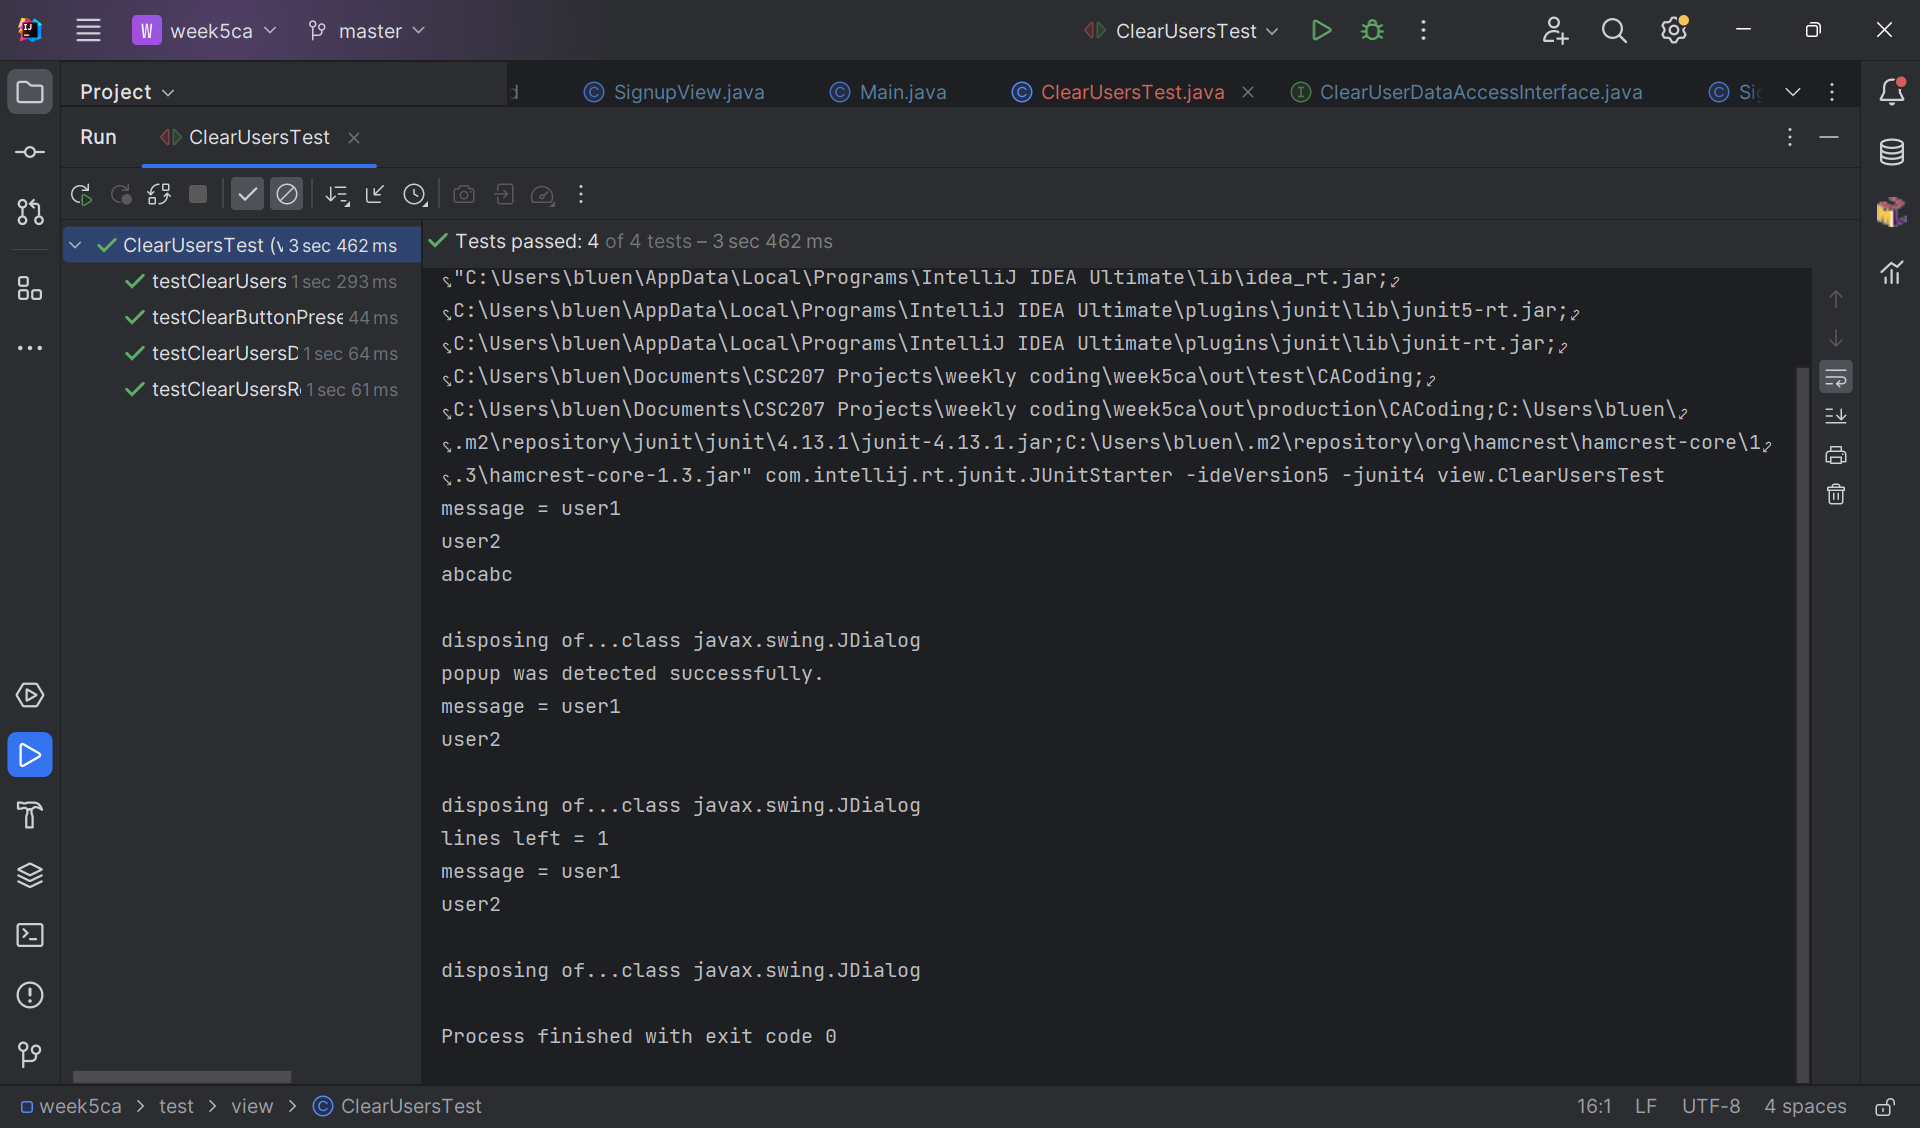 W week5ca master ClearUsersTest
Project
SignupView.java Main.java ClearUsersTest.java ClearUserDataAccessInterface.java
Run ClearUsersTest
Tests passed: 4 of 4 tests – 3 sec 462 ms
ClearUsersTest (v 3 sec 462 ms
testClearUsers 1 sec 293 ms
testClearButtonPrese 44 ms
testClearUsersD 1 sec 64 ms
testClearUsersR 1 sec 61 ms
"C:\Users\bluen\AppData\Local\Programs\IntelliJ IDEA Ultimate\lib\idea_rt.jar;
C:\Users\bluen\AppData\Local\Programs\IntelliJ IDEA Ultimate\plugins\junit\lib\junit5-rt.jar;
C:\Users\bluen\AppData\Local\Programs\IntelliJ IDEA Ultimate\plugins\junit\lib\junit-rt.jar;
C:\Users\bluen\Documents\CSC207 Projects\weekly coding\week5ca\out\test\CACoding;
C:\Users\bluen\Documents\CSC207 Projects\weekly coding\week5ca\out\production\CACoding;C:\Users\bluen\
.m2\repository\junit\junit\4.13.1\junit-4.13.1.jar;C:\Users\bluen\.m2\repository\org\hamcrest\hamcrest-core\1
.3\hamcrest-core-1.3.jar" com.intellij.rt.junit.JUnitStarter -ideVersion5 -junit4 view.ClearUsersTest
message = user1
user2
abcabc
disposing of...class javax.swing.JDialog
popup was detected successfully.
message = user1
user2
disposing of...class javax.swing.JDialog
lines left = 1
message = user1
user2
disposing of...class javax.swing.JDialog
Process finished with exit code 0
week5ca > test > view > ClearUsersTest
16:1 LF UTF-8 4 spaces